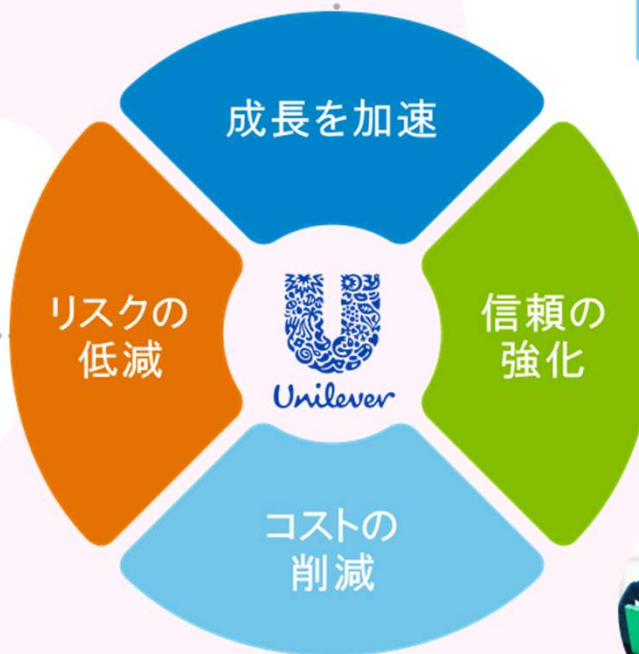 成長を加速
リスクの
低減
信頼の
強化
Unilever
コストの
削減